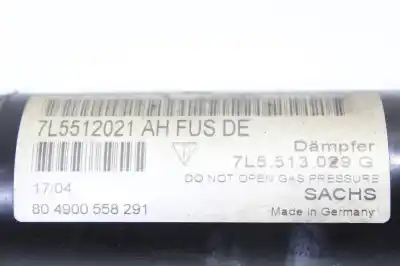 7L5512021 AH FUS DE
Dämpfer
7L5.513.029 G
DO NOT OPEN GAS PRESSURE
17/04
SACHS
80 4900 558 291
Made in Germany